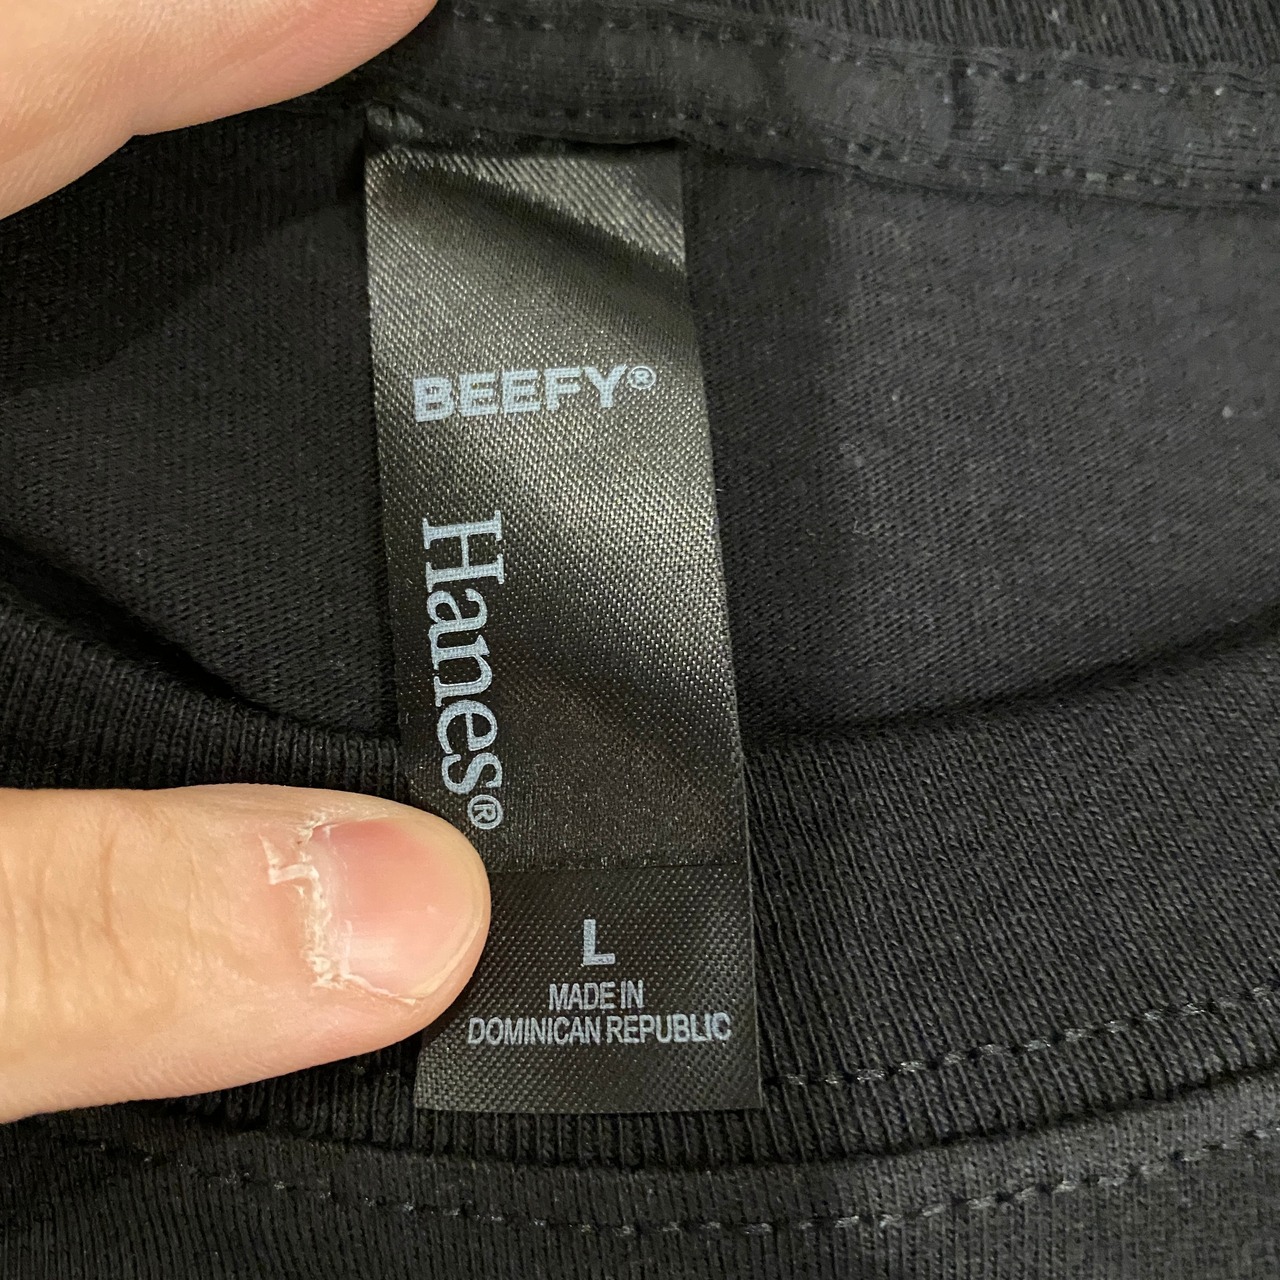 BEEFY®
Hanes®
L
MADE IN
DOMINICAN REPUBLIC